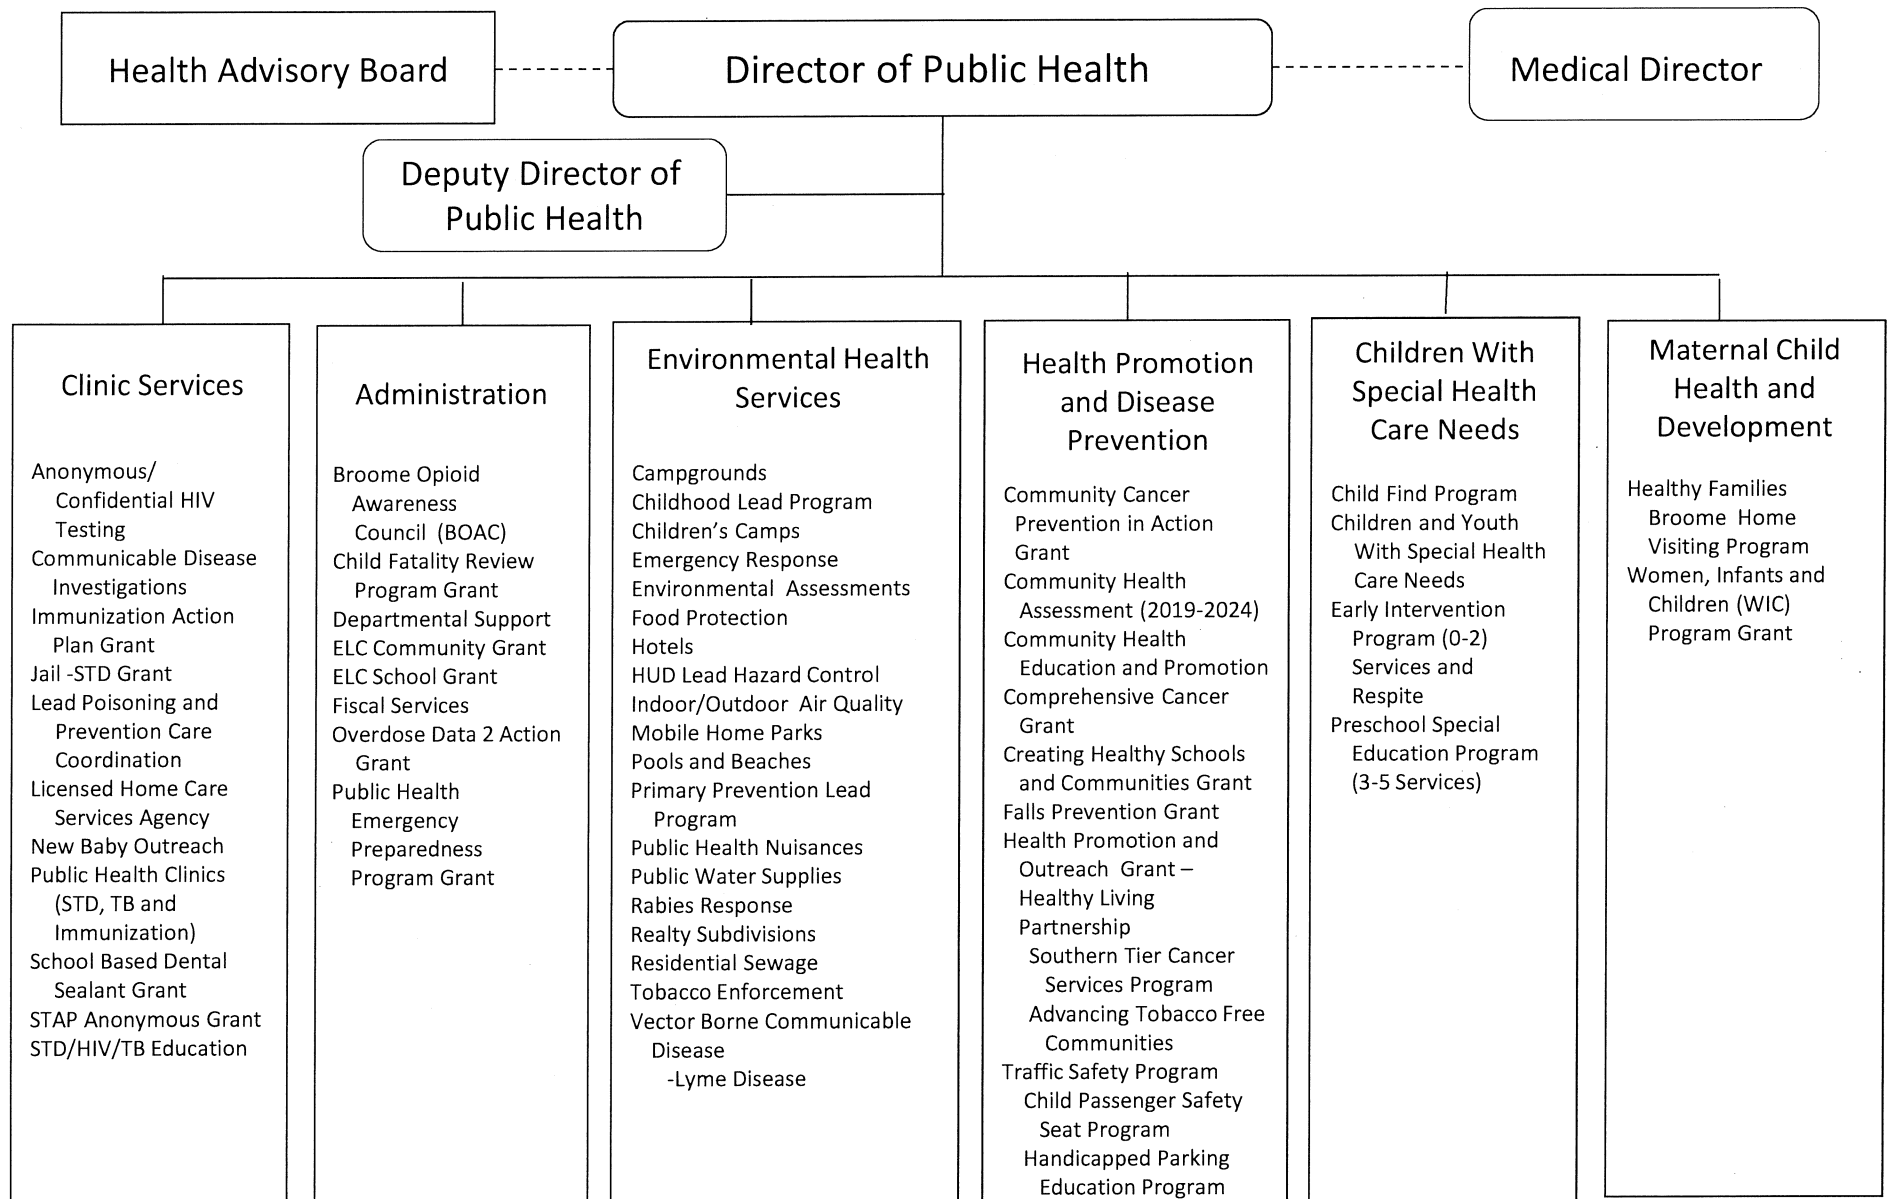 Health Advisory Board
Director of Public Health
Medical Director
Deputy Director of
Public Health
Clinic Services
Anonymous/
Confidential HIV
Testing
Communicable Disease
Investigations
Immunization Action
Plan Grant
Jail -STD Grant
Lead Poisoning and
Prevention Care
Coordination
Licensed Home Care
Services Agency
New Baby Outreach
Public Health Clinics
(STD, TB and
Immunization)
School Based Dental
Sealant Grant
STAP Anonymous Grant
STD/HIV/TB Education
Administration
Broome Opioid
Awareness
Council (BOAC)
Child Fatality Review
Program Grant
Departmental Support
ELC Community Grant
ELC School Grant
Fiscal Services
Overdose Data 2 Action
Grant
Public Health
Emergency
Preparedness
Program Grant
Environmental Health
Services
Campgrounds
Childhood Lead Program
Children’s Camps
Emergency Response
Environmental Assessments
Food Protection
Hotels
HUD Lead Hazard Control
Indoor/Outdoor Air Quality
Mobile Home Parks
Pools and Beaches
Primary Prevention Lead
Program
Public Health Nuisances
Public Water Supplies
Rabies Response
Realty Subdivisions
Residential Sewage
Tobacco Enforcement
Vector Borne Communicable
Disease
-Lyme Disease
Health Promotion
and Disease
Prevention
Community Cancer
Prevention in Action
Grant
Community Health
Assessment (2019-2024)
Community Health
Education and Promotion
Comprehensive Cancer
Grant
Creating Healthy Schools
and Communities Grant
Falls Prevention Grant
Health Promotion and
Outreach Grant –
Healthy Living
Partnership
Southern Tier Cancer
Services Program
Advancing Tobacco Free
Communities
Traffic Safety Program
Child Passenger Safety
Seat Program
Handicapped Parking
Education Program
Children With
Special Health
Care Needs
Child Find Program
Children and Youth
With Special Health
Care Needs
Early Intervention
Program (0-2)
Services and
Respite
Preschool Special
Education Program
(3-5 Services)
Maternal Child
Health and
Development
Healthy Families
Broome Home
Visiting Program
Women, Infants and
Children (WIC)
Program Grant